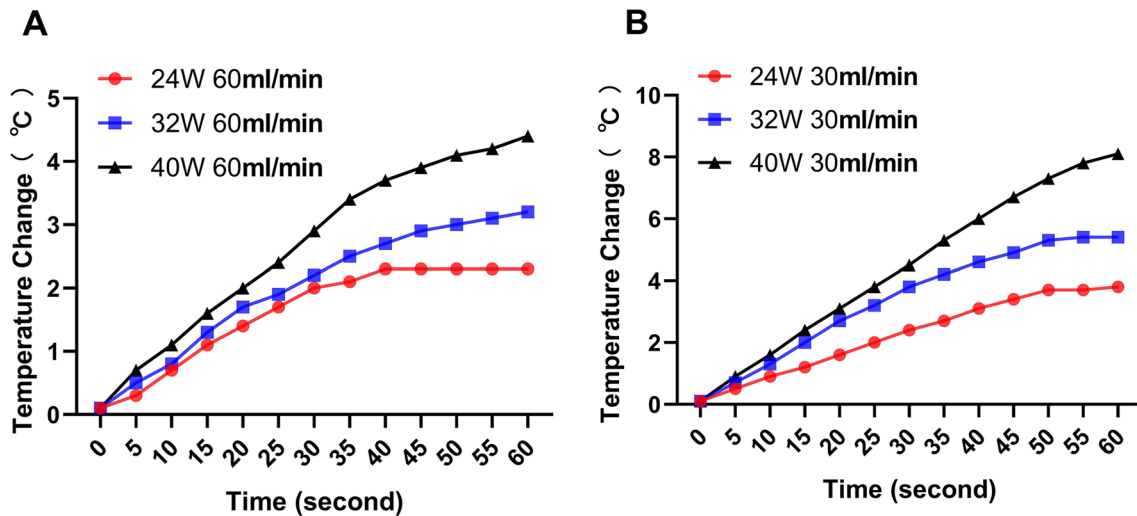 A
24W 60ml/min
32W 60ml/min
40W 60ml/min
Temperature Change ( °C)
5
4
3
2
1
0
0 5 10 15 20 25 30 35 40 45 50 55 60
Time (second)
B
24W 30ml/min
32W 30ml/min
40W 30ml/min
Temperature Change ( °C)
10
8
6
4
2
0
0 5 10 15 20 25 30 35 40 45 50 55 60
Time (second)